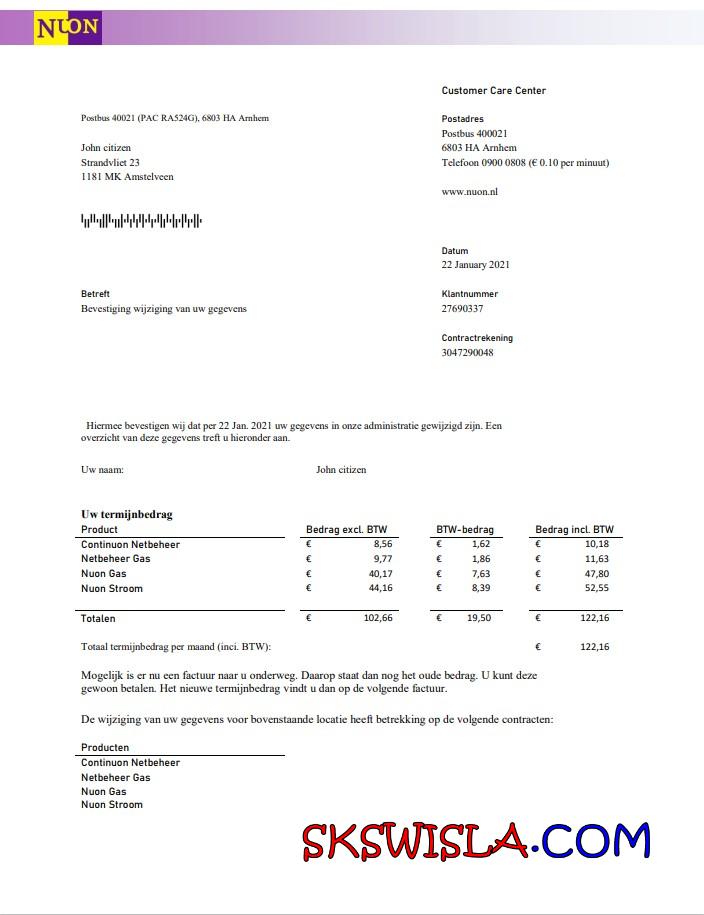 NUON
Customer Care Center
Postbus 40021 (PAC RA524G), 6803 HA Arnhem
Postadres
Postbus 400021
John citizen
6803 HA Arnhem
Strandvliet 23
Telefoon 0900 0808 (€ 0.10 per minuut)
1181 MK Amstelveen
www.nuon.nl
Datum
22 January 2021
Betreft
Klantnummer
Bevestiging wijziging van uw gegevens
27690337
Contractrekening
3047290048
Hiermee bevestigen wij dat per 22 Jan. 2021 uw gegevens in onze administratie gewijzigd zijn. Een
overzicht van deze gegevens treft u hieronder aan.
Uw naam: John citizen
Uw termijnbedrag
Product Bedrag excl. BTW BTW-bedrag Bedrag incl. BTW
Continuon Netbeheer € 8,56 € 1,62 € 10,18
Netbeheer Gas € 9,77 € 1,86 € 11,63
Nuon Gas € 40,17 € 7,63 € 47,80
Nuon Stroom € 44,16 € 8,39 € 52,55
Totalen € 102,66 € 19,50 € 122,16
Totaal termijnbedrag per maand (inci. BTW): € 122,16
Mogelijk is er nu een factuur naar u onderweg. Daarop staat dan nog het oude bedrag. U kunt deze
gewoon betalen. Het nieuwe termijnbedrag vindt u dan op de volgende factuur.
De wijziging van uw gegevens voor bovenstaande locatie heeft betrekking op de volgende contracten:
Producten
Continuon Netbeheer
Netbeheer Gas
Nuon Gas
Nuon Stroom
SKSWISLA.COM